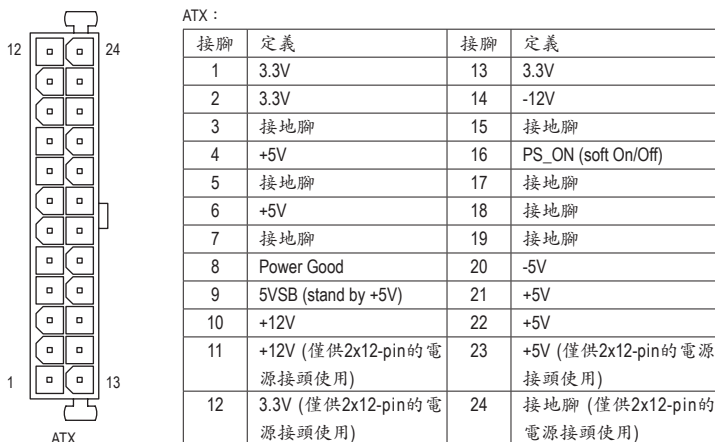 12
24
1
13
ATX
ATX：
接腳 定義 接腳 定義
1 3.3V 13 3.3V
2 3.3V 14 -12V
3 接地腳 15 接地腳
4 +5V 16 PS_ON (soft On/Off)
5 接地腳 17 接地腳
6 +5V 18 接地腳
7 接地腳 19 接地腳
8 Power Good 20 -5V
9 5VSB (stand by +5V) 21 +5V
10 +12V 22 +5V
11 +12V (僅供2x12-pin的電 23 +5V (僅供2x12-pin的電源
源接頭使用) 接頭使用)
12 3.3V (僅供2x12-pin的電 24 接地腳 (僅供2x12-pin的
源接頭使用) 電源接頭使用)